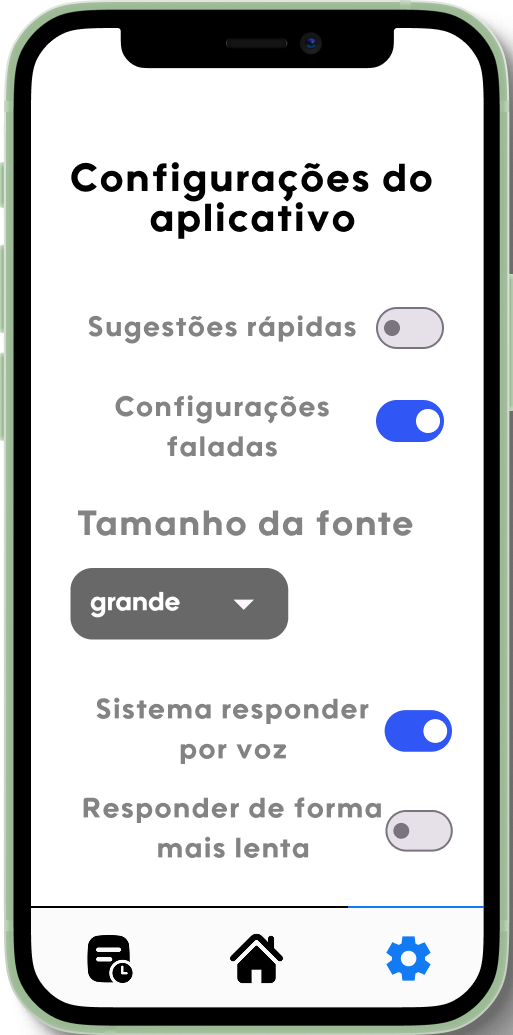 Configurações do
aplicativo
Sugestões rápidas
Configurações
faladas
Tamanho da fonte
grande
Sistema responder
por voz
Responder de forma
mais lenta